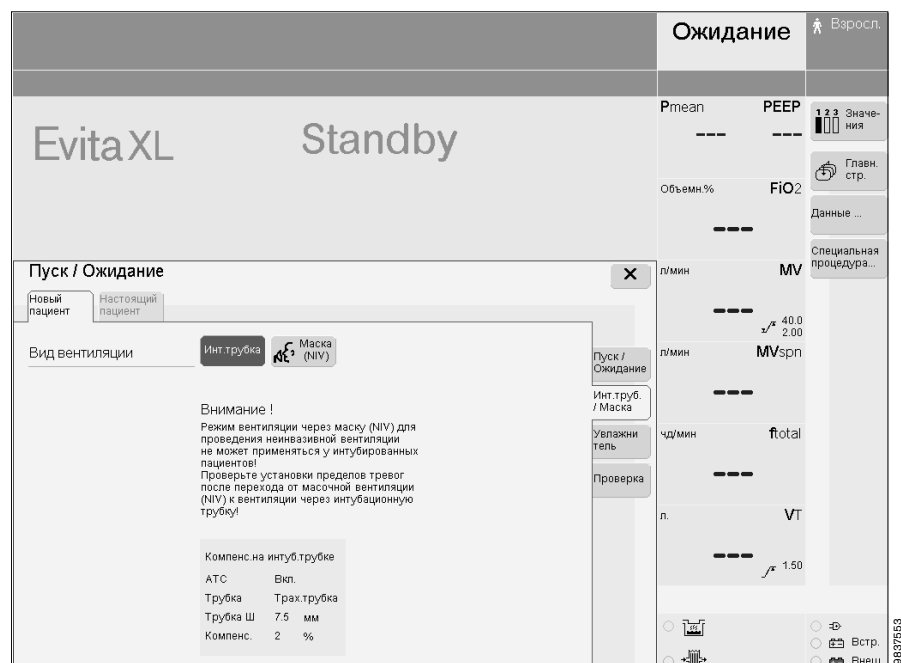 Ожидание
Взросл.
Evita XL
Standby
Pmean PEEP
--- ---
1 2 3 Значе-
ния
Главн.
стр.
Объемн.% FiO2
---
Данные ...
Специальная
процедура...
Пуск / Ожидание
X
Новый
пациент
Настоящий
пациент
Вид вентиляции
Инт.трубка
Маска
(NIV)
Внимание !
Режим вентиляции через маску (NIV) для
проведения неинвазивной вентиляции
не может применяться у интубированных
пациентов!
Проверьте установки пределов тревог
после перехода от масочной вентиляции
(NIV) к вентиляции через интубационную
трубку!
Компенс.на интуб.трубке
ATC Вкл.
Трубка Трах.трубка
Трубка Ш 7.5 мм
Компенс. 2 %
Пуск /
Ожидание
Инт.труб.
/ Маска
Увлажни
тель
Проверка
л/мин MV
---
40.0
2.00
л/мин MVspn
---
чд/мин ftotal
---
л. VT
---
1.50
Встр.
Внеш
9837553